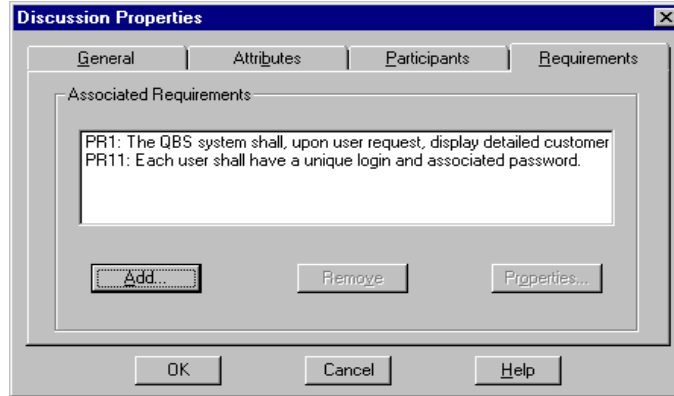 Discussion Properties
General Attributes Participants Requirements
Associated Requirements
PR1: The QBS system shall, upon user request, display detailed customer
PR11: Each user shall have a unique login and associated password.
Add... Remove Properties...
OK Cancel Help